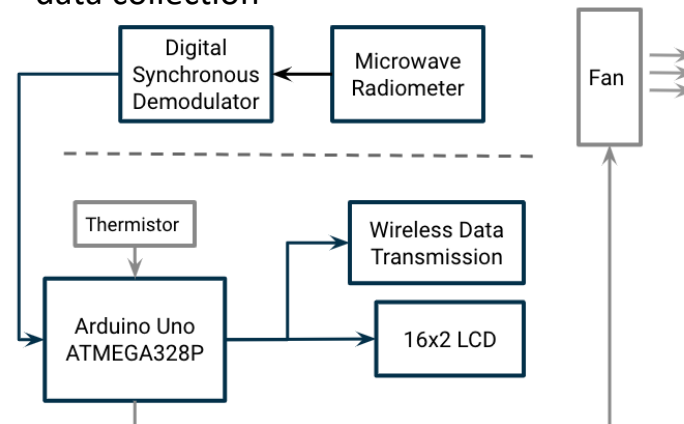 data collection
Digital
Synchronous
Demodulator
Microwave
Radiometer
Fan
Thermistor
Wireless Data
Transmission
Arduino Uno
ATMEGA328P
16x2 LCD